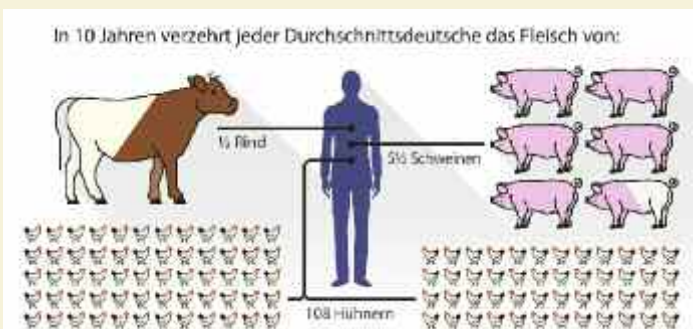 In 10 Jahren verzehrt jeder Durchschnittsdeutsche das Fleisch von:
½ Rind
5½ Schweinen
108 Hühnern